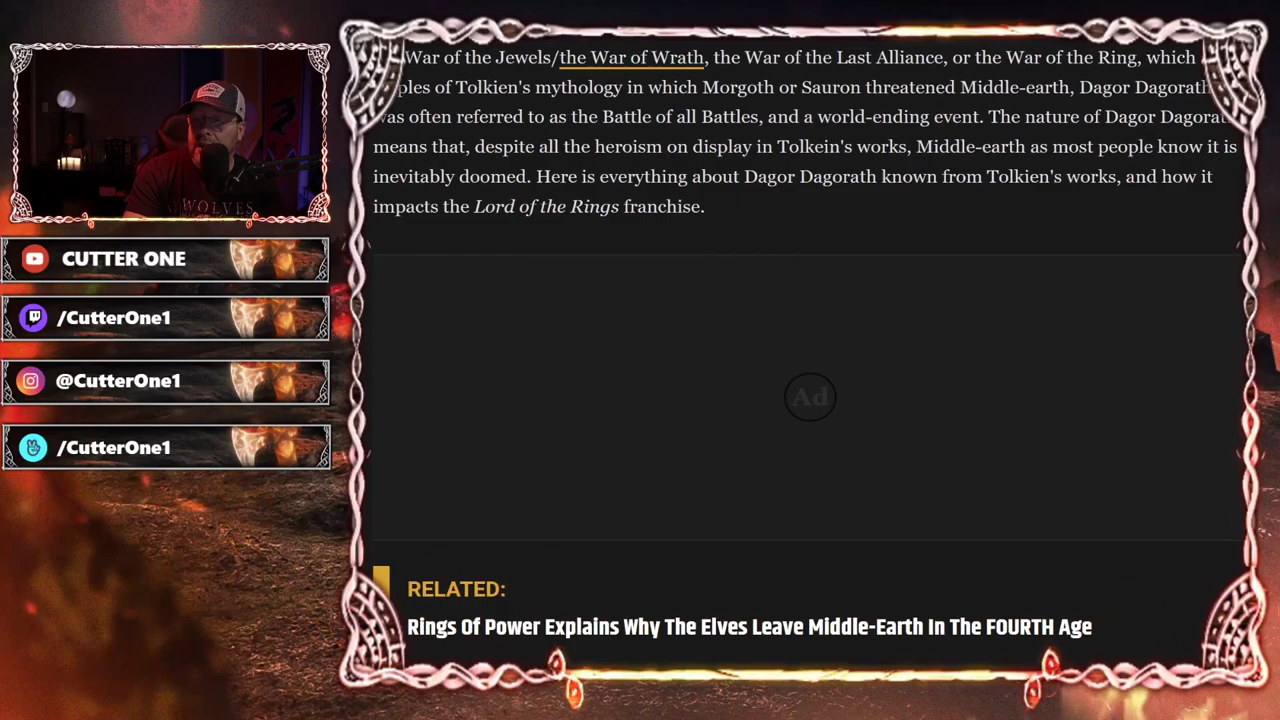 War of the Jewels/the War of Wrath, the War of the Last Alliance, or the War of the Ring, which
of Tolkien's mythology in which Morgoth or Sauron threatened Middle-earth, Dagor Dagorath
was often referred to as the Battle of all Battles, and a world-ending event. The nature of Dagor
means that, despite all the heroism on display in Tolkein's works, Middle-earth as most people know it is
inevitably doomed. Here is everything about Dagor Dagorath known from Tolkien's works, and how it
impacts the Lord of the Rings franchise.
Ad
RELATED:
Rings Of Power Explains Why The Elves Leave Middle-Earth In The FOURTH Age
WOLVES
CUTTER ONE
/CutterOne1
@CutterOne1
/CutterOne1